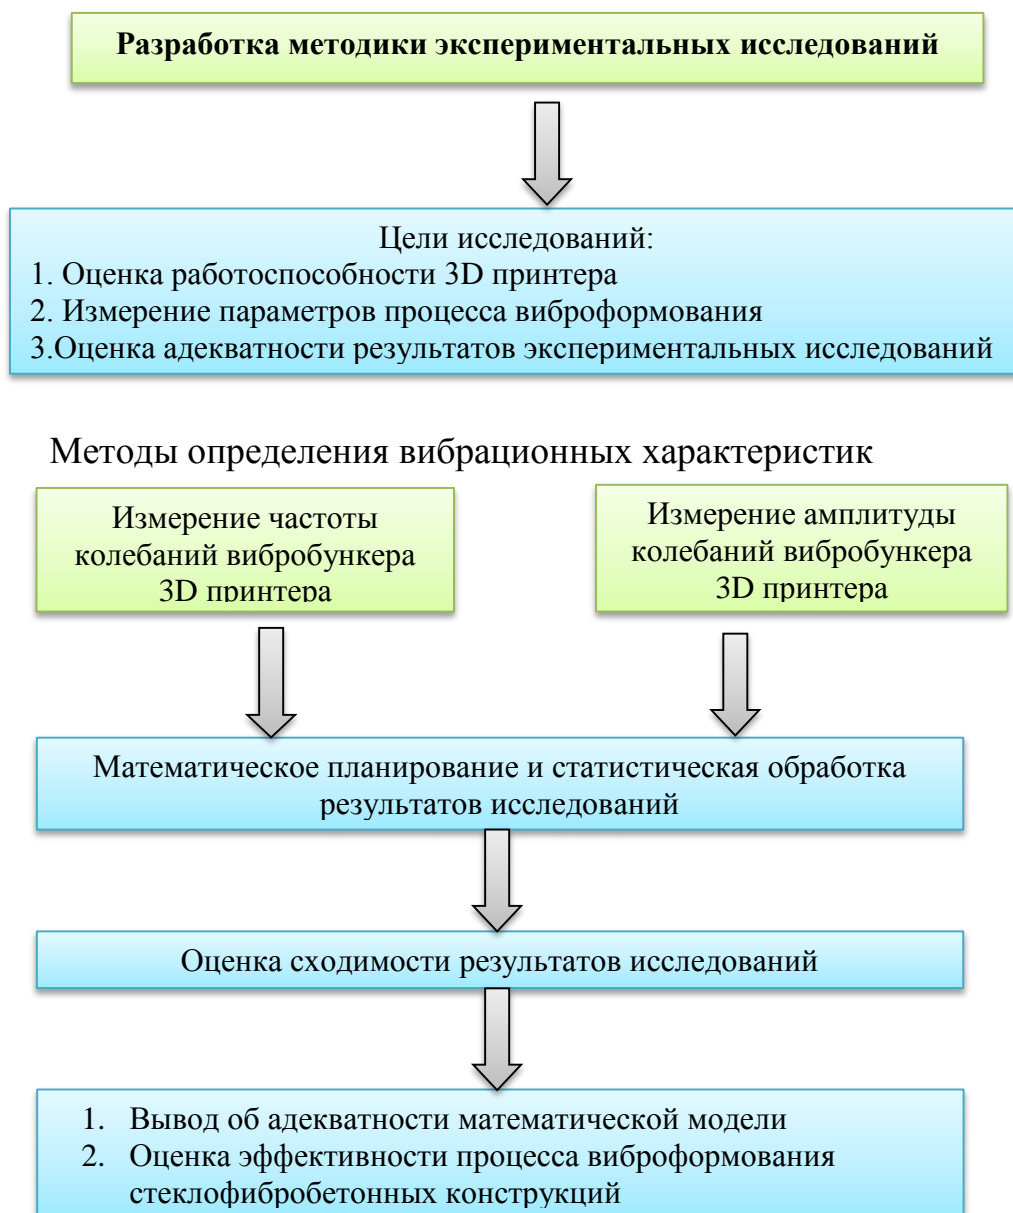 Разработка методики экспериментальных исследований
Цели исследований:
1. Оценка работоспособности 3D принтера
2. Измерение параметров процесса виброформования
3.Оценка адекватности результатов экспериментальных исследований
Методы определения вибрационных характеристик
Измерение частоты
колебаний вибробункера
3D принтера
Измерение амплитуды
колебаний вибробункера
3D принтера
Математическое планирование и статистическая обработка
результатов исследований
Оценка сходимости результатов исследований
1. Вывод об адекватности математической модели
2. Оценка эффективности процесса виброформования
стеклофибробетонных конструкций